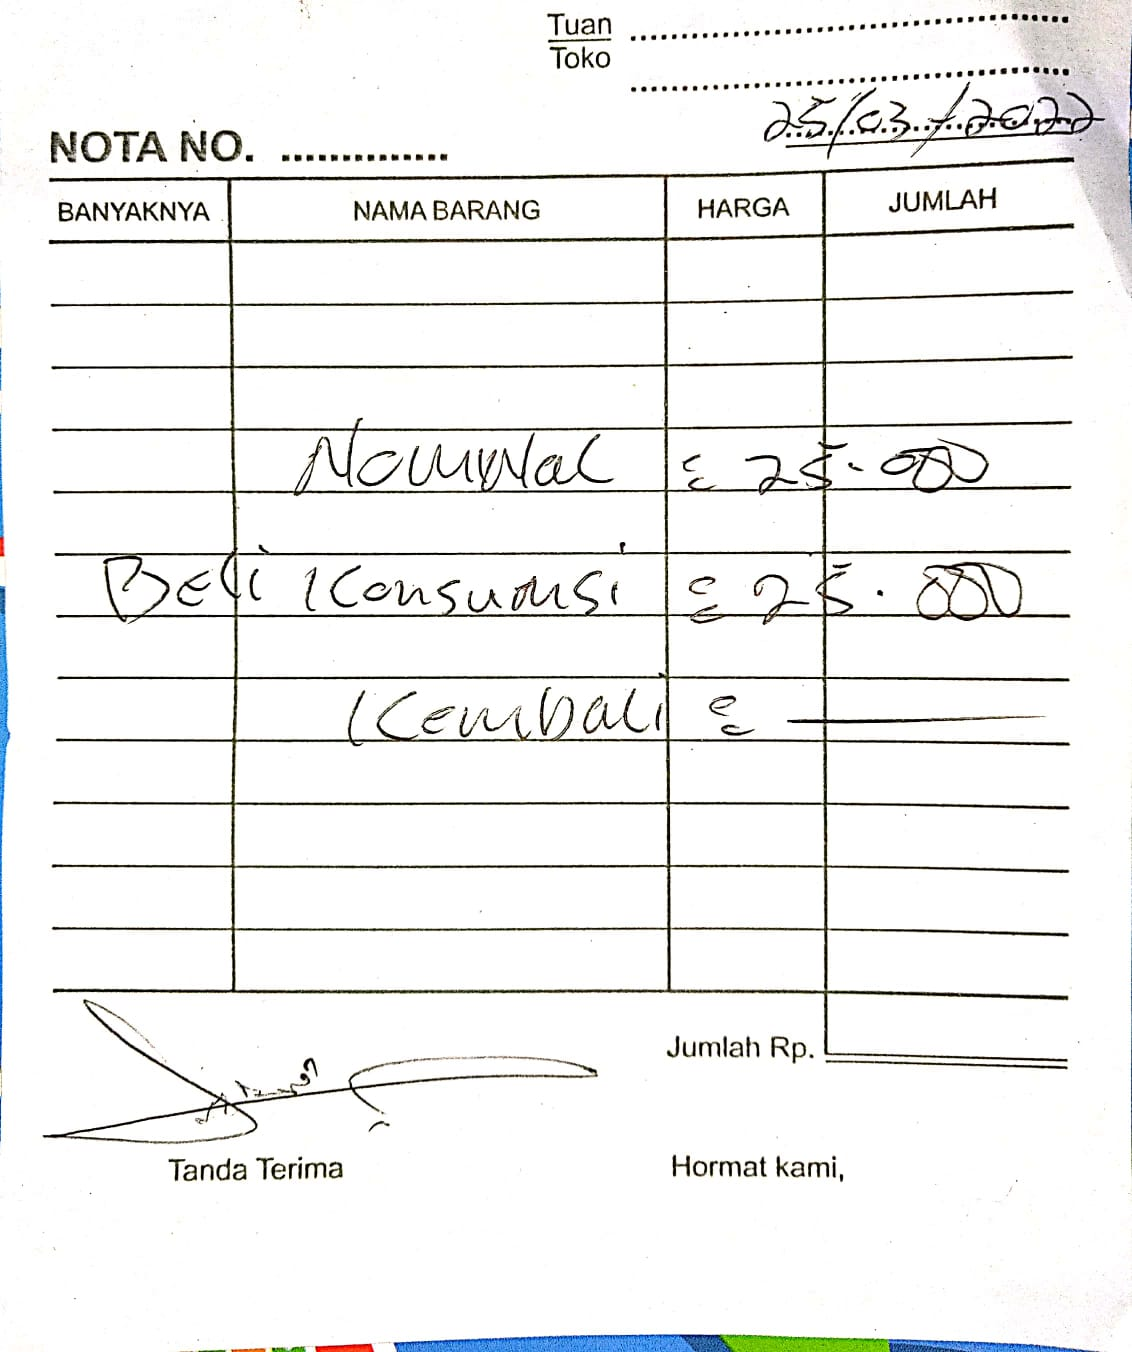 Tuan
Toko
25/03/2022
NOTA NO. ...............
BANYAKNYA NAMA BARANG HARGA JUMLAH
Nominal : 25.000
Beli Konsumsi : 25.000
Kembali : —
Jumlah Rp.
Tanda Terima Hormat kami,